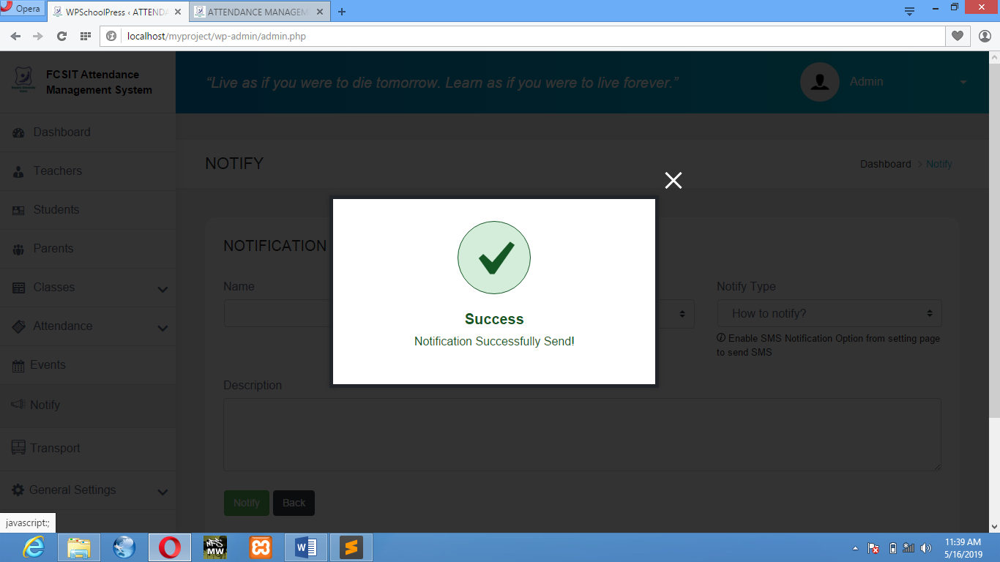 Opera
WPSchoolPress ‹ ATTENDA
ATTENDANCE MANAGEM
localhost/myproject/wp-admin/admin.php
FCSIT Attendance
Management System
“Live as if you were to die tomorrow. Learn as if you were to live forever.”
Admin
Dashboard
Teachers
Students
Parents
Classes
Attendance
Events
Notify
Transport
General Settings
NOTIFY
Dashboard > Notify
NOTIFICATION
Name
Notify Type
How to notify?
Enable SMS Notification Option from setting page
to send SMS
Success
Notification Successfully Send!
Description
Notify
Back
javascript:;
NFS
MW
W
11:39 AM
5/16/2019